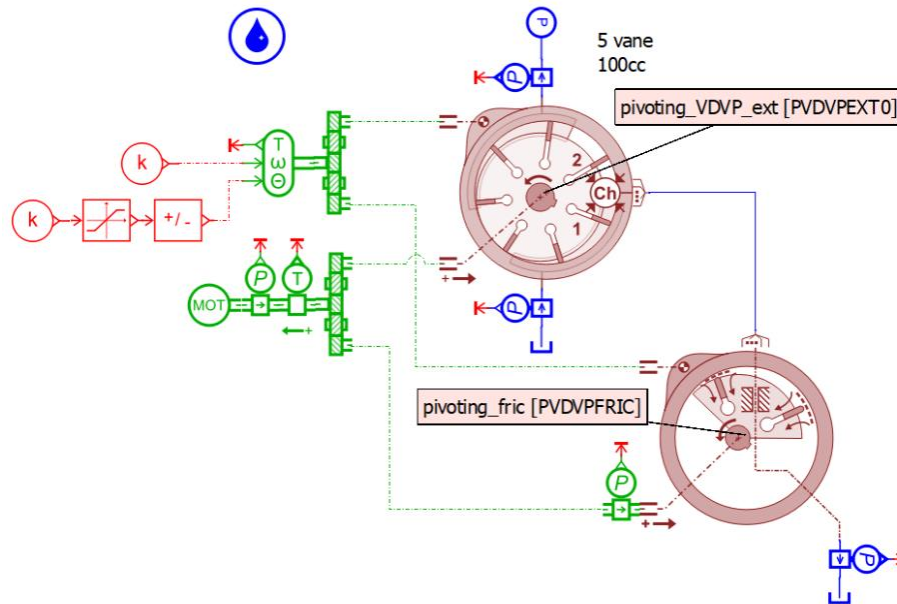 P
5 vane
100cc
P
pivoting_VDVP_ext [PVDVPEXT0]
T
ω
Θ
k
2
Ch
1
k
+/-
P
T
MOT
+
+
P
pivoting_fric [PVDVPFRIC]
P
+
P